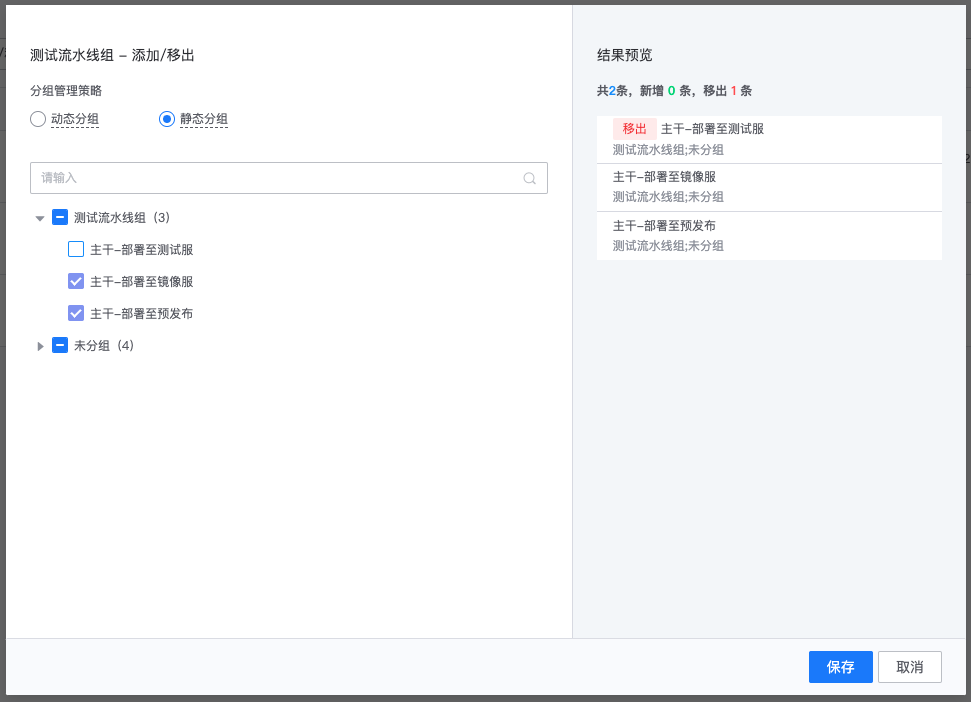 测试流水线组 – 添加/移出
分组管理策略
动态分组
静态分组
请输入
测试流水线组 (3)
主干–部署至测试服
主干–部署至镜像服
主干–部署至预发布
未分组 (4)
结果预览
共2条，新增 0 条，移出 1 条
移出 主干–部署至测试服
测试流水线组;未分组
主干–部署至镜像服
测试流水线组;未分组
主干–部署至预发布
测试流水线组;未分组
保存
取消